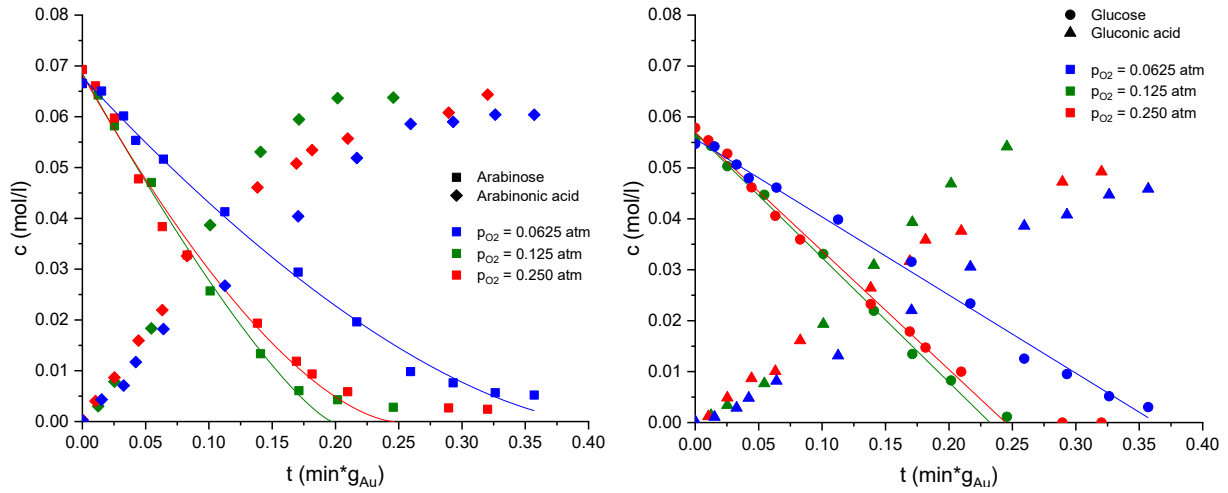 0.08
0.07
0.06
0.05
0.04
0.03
0.02
0.01
0.00
c (mol/l)
Arabinose
Arabinonic acid
pO2 = 0.0625 atm
pO2 = 0.125 atm
pO2 = 0.250 atm
0.00 0.05 0.10 0.15 0.20 0.25 0.30 0.35 0.40
t (min*gAu)
Glucose
Gluconic acid
pO2 = 0.0625 atm
pO2 = 0.125 atm
pO2 = 0.250 atm
0.08
0.07
0.06
0.05
0.04
0.03
0.02
0.01
0.00
c (mol/l)
0.00 0.05 0.10 0.15 0.20 0.25 0.30 0.35 0.40
t (min*gAu)